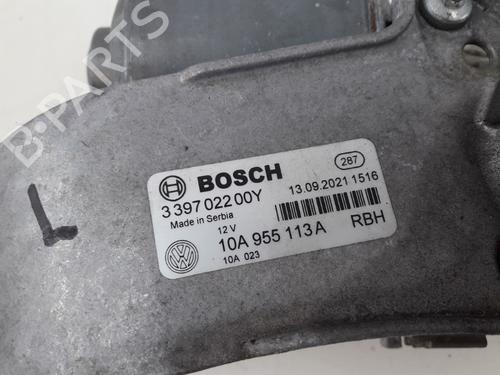 B-PARTS
BOSCH
287
3 397 022 00Y
13.09.2021 1516
Made in Serbia
12 V
10A 955 113 A
RBH
10A 023
L